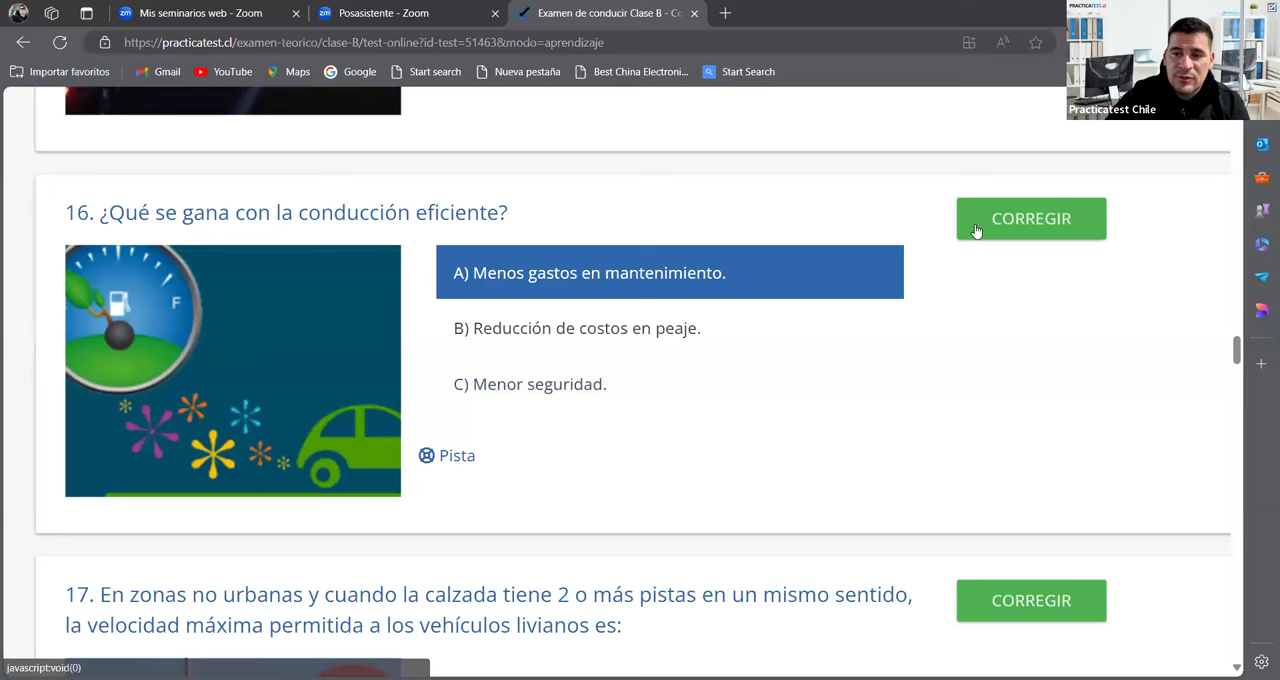 Mis seminarios web - Zoom
Posasistente - Zoom
Examen de conducir Clase B - Co
https://practicatest.cl/examen-teorico/clase-B/test-online?id-test=51463&modo=aprendizaje
Importar favoritos
Gmail
YouTube
Maps
Google
Start search
Nueva pestaña
Best China Electroni...
Start Search
PRACTICATEST.cl
Practicatest Chile
16. ¿Qué se gana con la conducción eficiente?
CORREGIR
F
A) Menos gastos en mantenimiento.
B) Reducción de costos en peaje.
C) Menor seguridad.
Pista
17. En zonas no urbanas y cuando la calzada tiene 2 o más pistas en un mismo sentido,
la velocidad máxima permitida a los vehículos livianos es:
CORREGIR
javascript:void(0)